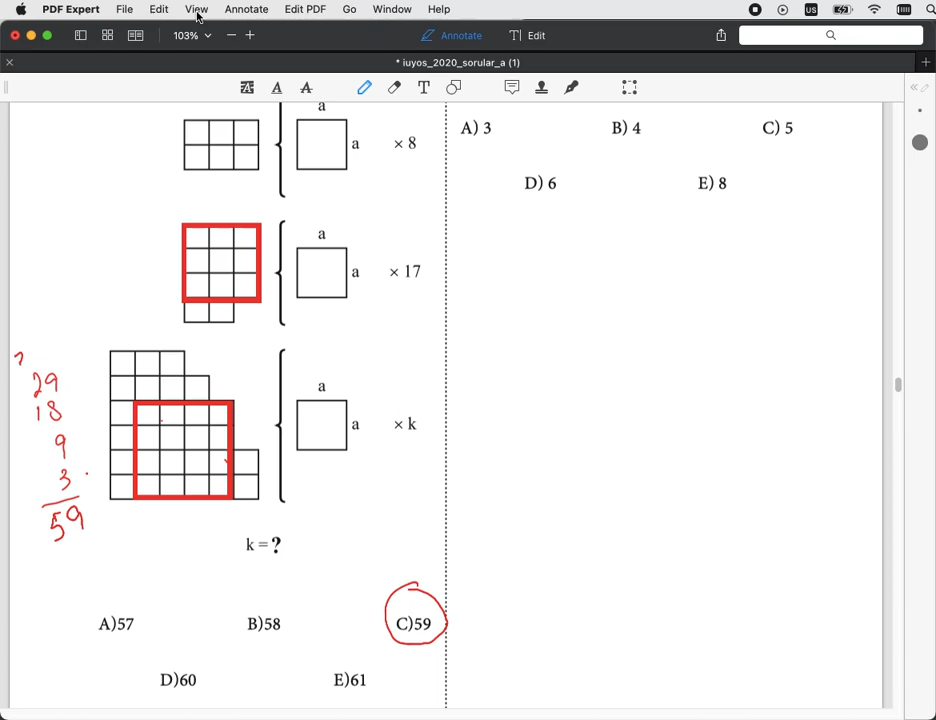 PDF Expert File Edit View Annotate Edit PDF Go Window Help US
103% Annotate T Edit
* iuyos_2020_sorular_a (1)
A A A T
a
a × 8
A) 3 B) 4 C) 5
D) 6 E) 8
a
a × 17
a
a × k
?
29
18
9
3
59
k = ?
A)57 B)58 C)59
D)60 E)61